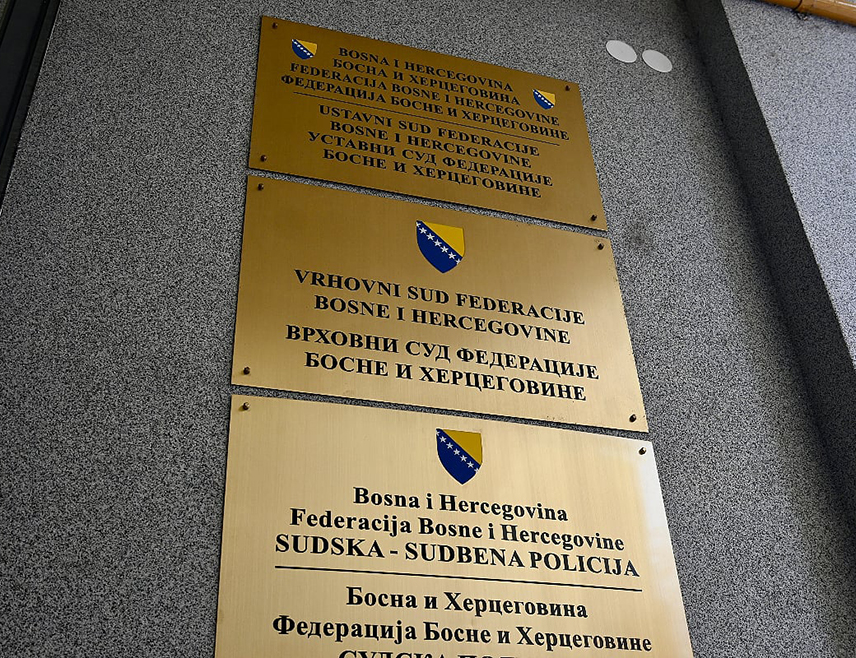 BOSNA I HERCEGOVINA
БОСНА И ХЕРЦЕГОВИНА
FEDERACIJA BOSNE I HERCEGOVINE
ФЕДЕРАЦИЈА БОСНЕ И ХЕРЦЕГОВИНЕ
USTAVNI SUD FEDERACIJE
BOSNE I HERCEGOVINE
УСТАВНИ СУД ФЕДЕРАЦИЈЕ
БОСНЕ И ХЕРЦЕГОВИНЕ
VRHOVNI SUD FEDERACIJE
BOSNE I HERCEGOVINE
ВРХОВНИ СУД ФЕДЕРАЦИЈЕ
БОСНЕ И ХЕРЦЕГОВИНЕ
Bosna i Hercegovina
Federacija Bosne i Hercegovine
SUDSKA - SUDBENA POLICIJA
Босна и Херцеговина
Федерација Босне и Херцеговине
СУДСКА